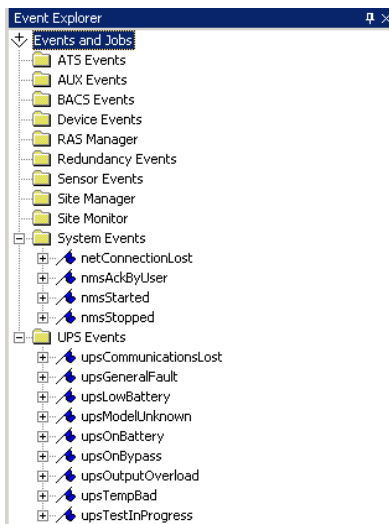 Event Explorer
Events and Jobs
ATS Events
AUX Events
BACS Events
Device Events
RAS Manager
Redundancy Events
Sensor Events
Site Manager
Site Monitor
System Events
netConnectionLost
nmsAckByUser
nmsStarted
nmsStopped
UPS Events
upsCommunicationsLost
upsGeneralFault
upsLowBattery
upsModelUnknown
upsOnBattery
upsOnBypass
upsOutputOverload
upsTempBad
upsTestInProgress